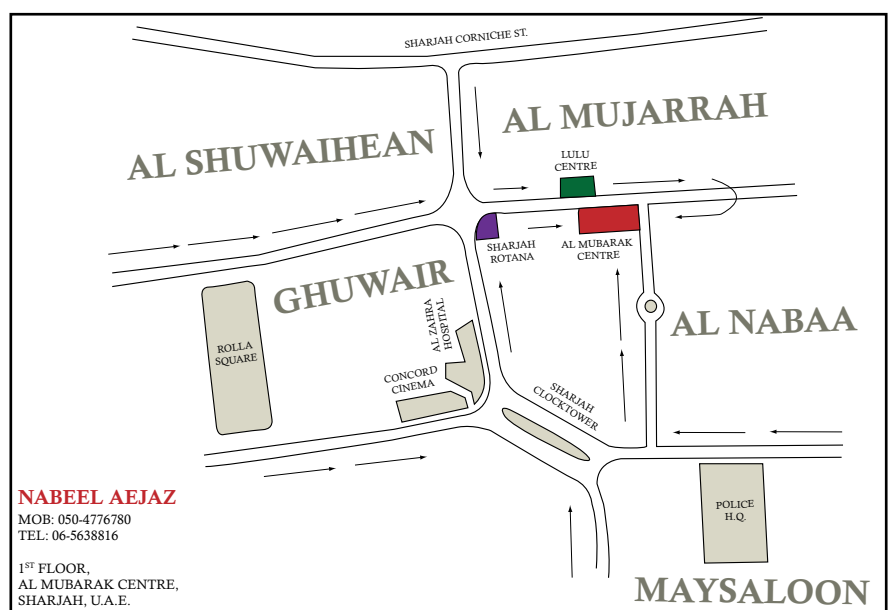 SHARJAH CORNICHE ST.
AL SHUWAIHEAN
AL MUJARRAH
LULU
CENTRE
SHARJAH
ROTANA
AL MUBARAK
CENTRE
GHUWAIR
ROLLA
SQUARE
AL ZAHRA
HOSPITAL
CONCORD
CINEMA
SHARJAH
CLOCKTOWER
AL NABAA
POLICE
H.Q.
MAYSALOON
NABEEL AEJAZ
MOB: 050-4776780
TEL: 06-5638816
1ST FLOOR,
AL MUBARAK CENTRE,
SHARJAH, U.A.E.